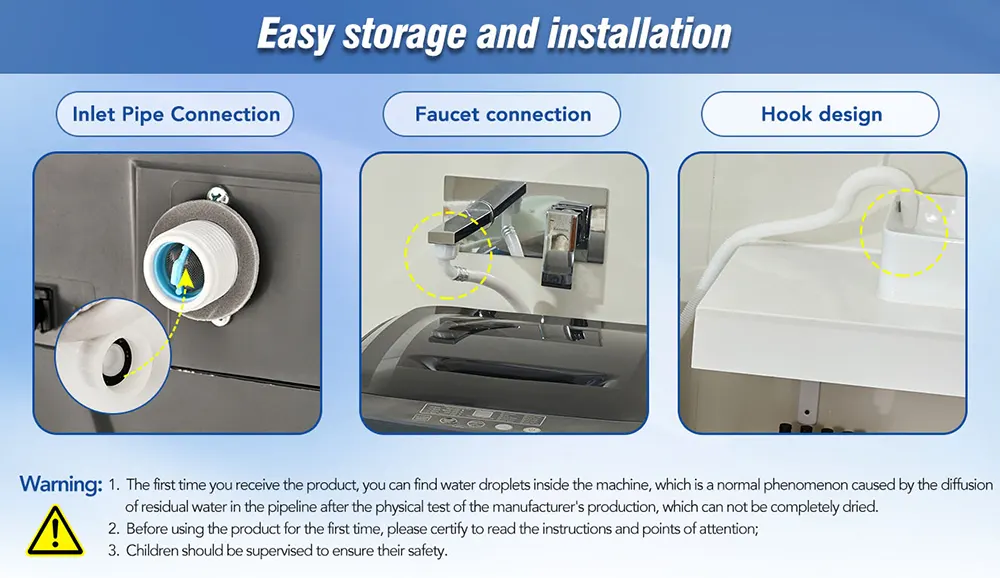 Easy storage and installation
Inlet Pipe Connection
Faucet connection
Hook design
Warning: 1. The first time you receive the product, you can find water droplets inside the machine, which is a normal phenomenon caused by the diffusion
of residual water in the pipeline after the physical test of the manufacturer's production, which can not be completely dried.
2. Before using the product for the first time, please certify to read the instructions and points of attention;
3. Children should be supervised to ensure their safety.